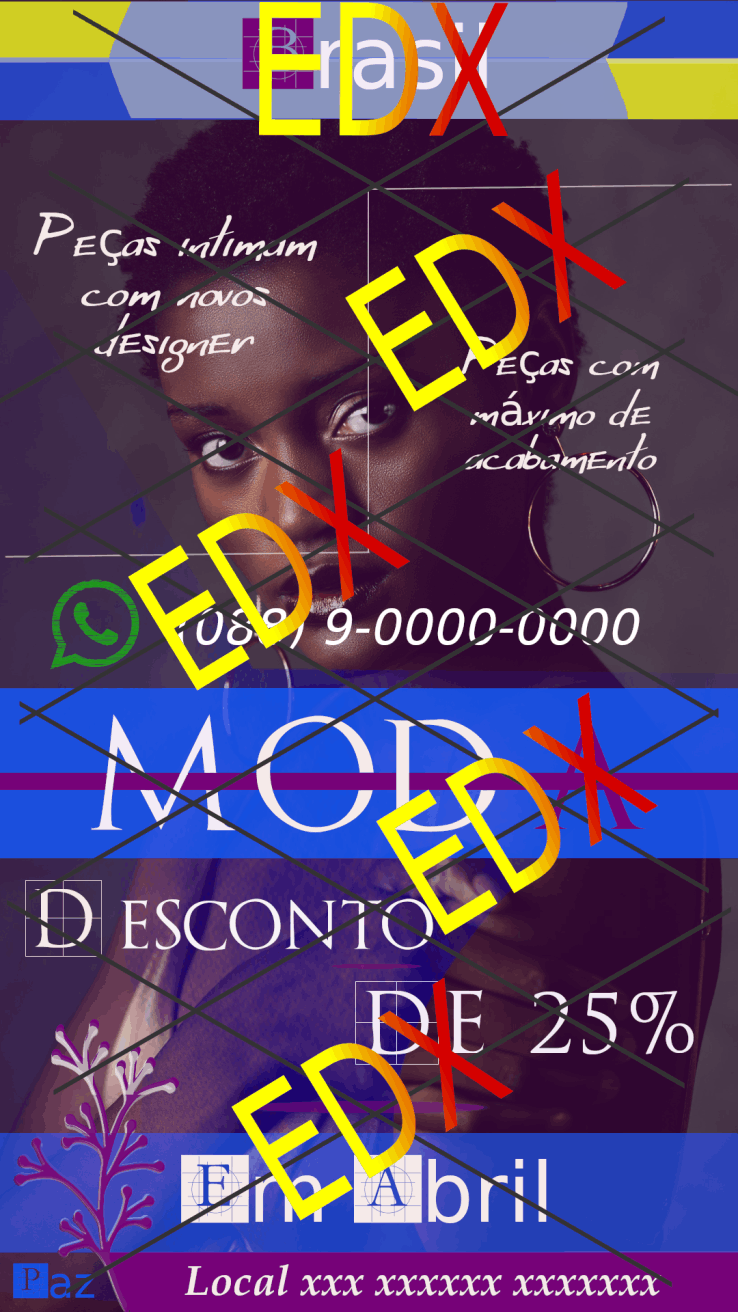 Brasil
EDX
Peças intimam
com novos
designer
EDX
Peças com
máximo de
acabamento
EDX
(088) 9-0000-0000
MODA
EDX
Desconto
DE 25%
EDX
Em Abril
Paz
Local xxx xxxxxx xxxxxxx